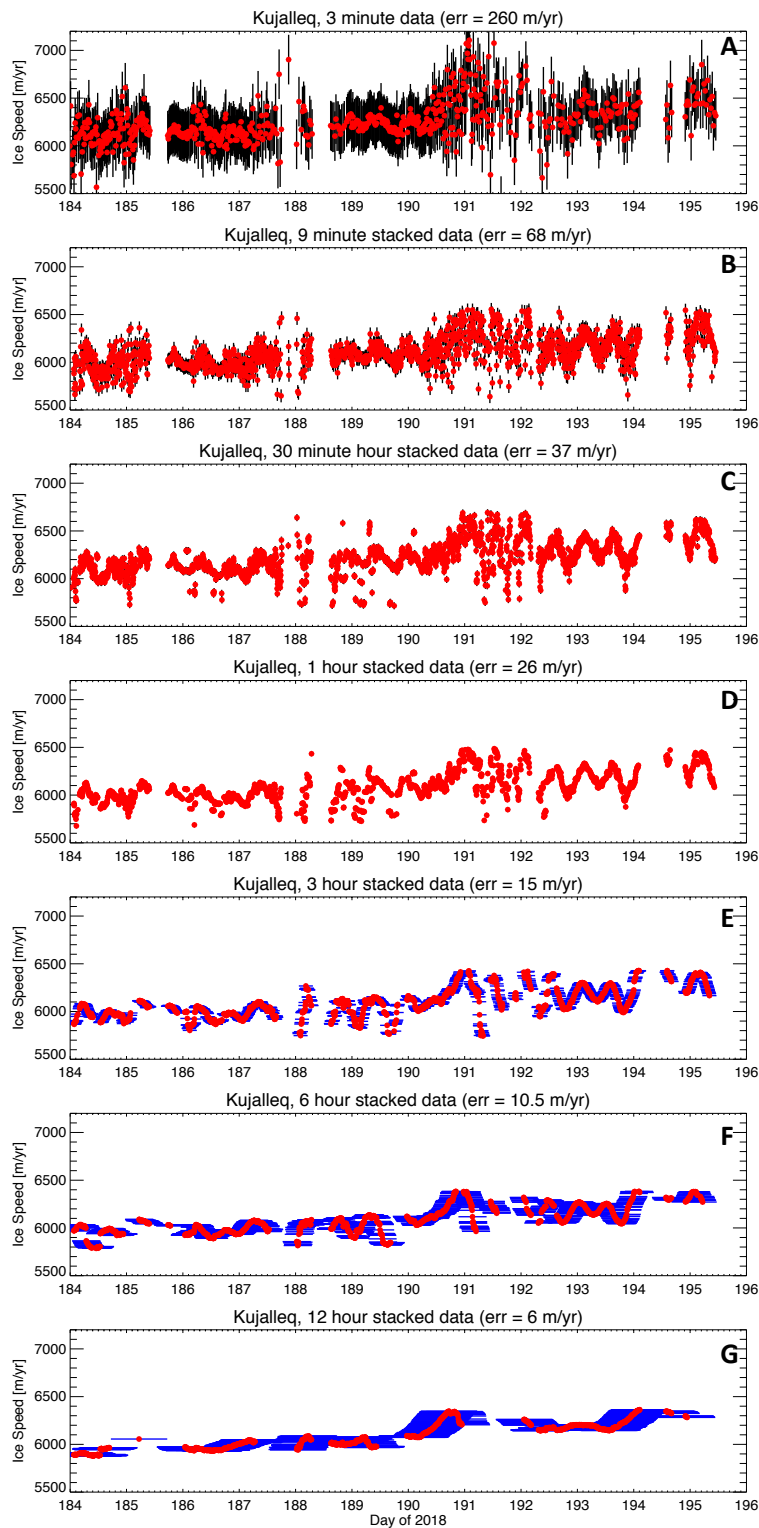 Kujalleq, 3 minute data (err = 260 m/yr)
A
Ice Speed [m/yr]
7000
6500
6000
5500
184 185 186 187 188 189 190 191 192 193 194 195 196
Kujalleq, 9 minute stacked data (err = 68 m/yr)
B
Ice Speed [m/yr]
7000
6500
6000
5500
184 185 186 187 188 189 190 191 192 193 194 195 196
Kujalleq, 30 minute hour stacked data (err = 37 m/yr)
C
Ice Speed [m/yr]
7000
6500
6000
5500
184 185 186 187 188 189 190 191 192 193 194 195 196
Kujalleq, 1 hour stacked data (err = 26 m/yr)
D
Ice Speed [m/yr]
7000
6500
6000
5500
184 185 186 187 188 189 190 191 192 193 194 195 196
Kujalleq, 3 hour stacked data (err = 15 m/yr)
E
Ice Speed [m/yr]
7000
6500
6000
5500
184 185 186 187 188 189 190 191 192 193 194 195 196
Kujalleq, 6 hour stacked data (err = 10.5 m/yr)
F
Ice Speed [m/yr]
7000
6500
6000
5500
184 185 186 187 188 189 190 191 192 193 194 195 196
Kujalleq, 12 hour stacked data (err = 6 m/yr)
G
Ice Speed [m/yr]
7000
6500
6000
5500
184 185 186 187 188 189 190 191 192 193 194 195 196
Day of 2018